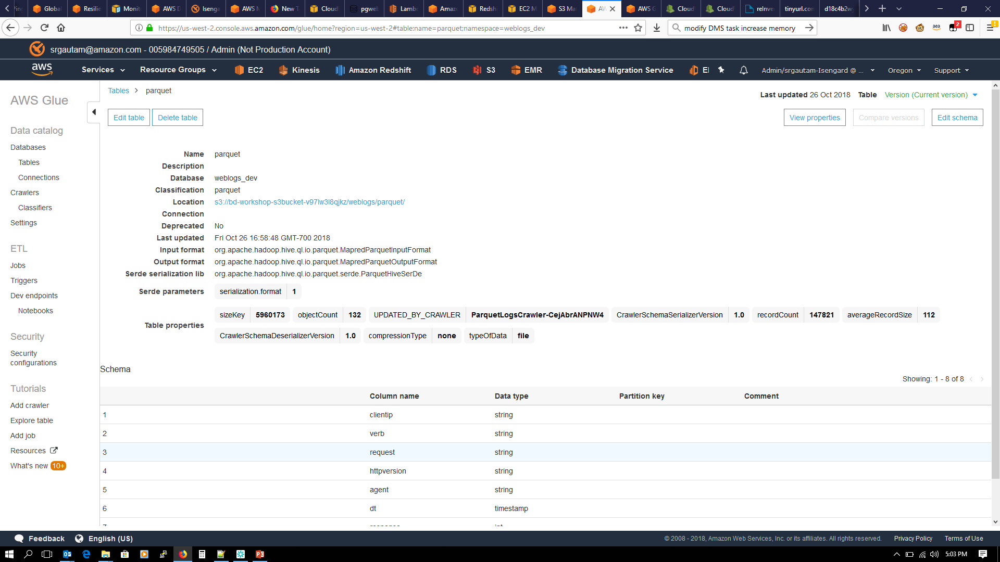 Global
Resilie
Monit
AWS D
Isenga
AWS M
New T
Cloud
pgweb
Lambd
Amazo
Redshi
EC2 M
S3 Ma
AW
AWS G
Cloud
Cloud
reInve
tinyurl.con
d18c4b2w
https://us-west-2.console.aws.amazon.com/glue/home?region=us-west-2#table:name=parquet;namespace=weblogs_dev
modify DMS task increase memory
aea
2
srgautam@amazon.com - 005984749505 / Admin (Not Production Account)
aws
Services
Resource Groups
EC2
Kinesis
Amazon Redshift
RDS
S3
EMR
Database Migration Service
El
Admin/srgautam-Isengard @ ...
Oregon
Support
AWS Glue
Data catalog
Databases
Tables
Connections
Crawlers
Classifiers
Settings
ETL
Jobs
Triggers
Dev endpoints
Notebooks
Security
Security
configurations
Tutorials
Add crawler
Explore table
Add job
Resources
What's new 10+
Tables > parquet
Last updated 26 Oct 2018 Table Version (Current version)
Edit table
Delete table
View properties
Compare versions
Edit schema
Name parquet
Description
Database weblogs_dev
Classification parquet
Location s3://bd-workshop-s3bucket-v97lw3l8qjkz/weblogs/parquet/
Connection
Deprecated No
Last updated Fri Oct 26 16:58:48 GMT-700 2018
Input format org.apache.hadoop.hive.ql.io.parquet.MapredParquetInputFormat
Output format org.apache.hadoop.hive.ql.io.parquet.MapredParquetOutputFormat
Serde serialization lib org.apache.hadoop.hive.ql.io.parquet.serde.ParquetHiveSerDe
Serde parameters serialization.format 1
Table properties
sizeKey 5960173 objectCount 132 UPDATED_BY_CRAWLER ParquetLogsCrawler-CejAbrANPNW4 CrawlerSchemaSerializerVersion 1.0 recordCount 147821 averageRecordSize 112
CrawlerSchemaDeserializerVersion 1.0 compressionType none typeOfData file
Schema
Showing: 1 - 8 of 8
Column name Data type Partition key Comment
1 clientip string
2 verb string
3 request string
4 httpversion string
5 agent string
6 dt timestamp
7 response int
Feedback
English (US)
© 2008 - 2018, Amazon Web Services, Inc. or its affiliates. All rights reserved.
Privacy Policy
Terms of Use
5:03 PM